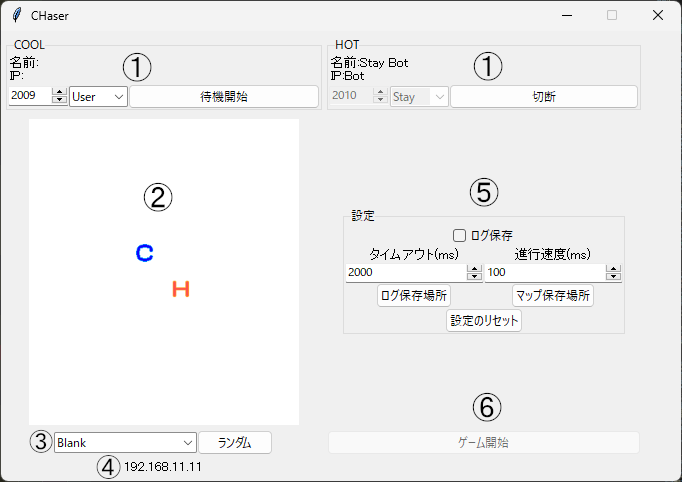 CHaser
COOL
名前:
IP:
①
2009 User 待機開始
HOT
名前:Stay Bot
IP:Bot
①
2010 Stay 切断
②
C
H
③ Blank ランダム
④ 192.168.11.11
⑤
設定
ログ保存
タイムアウト(ms) 進行速度(ms)
2000 100
ログ保存場所 マップ保存場所
設定のリセット
⑥
ゲーム開始